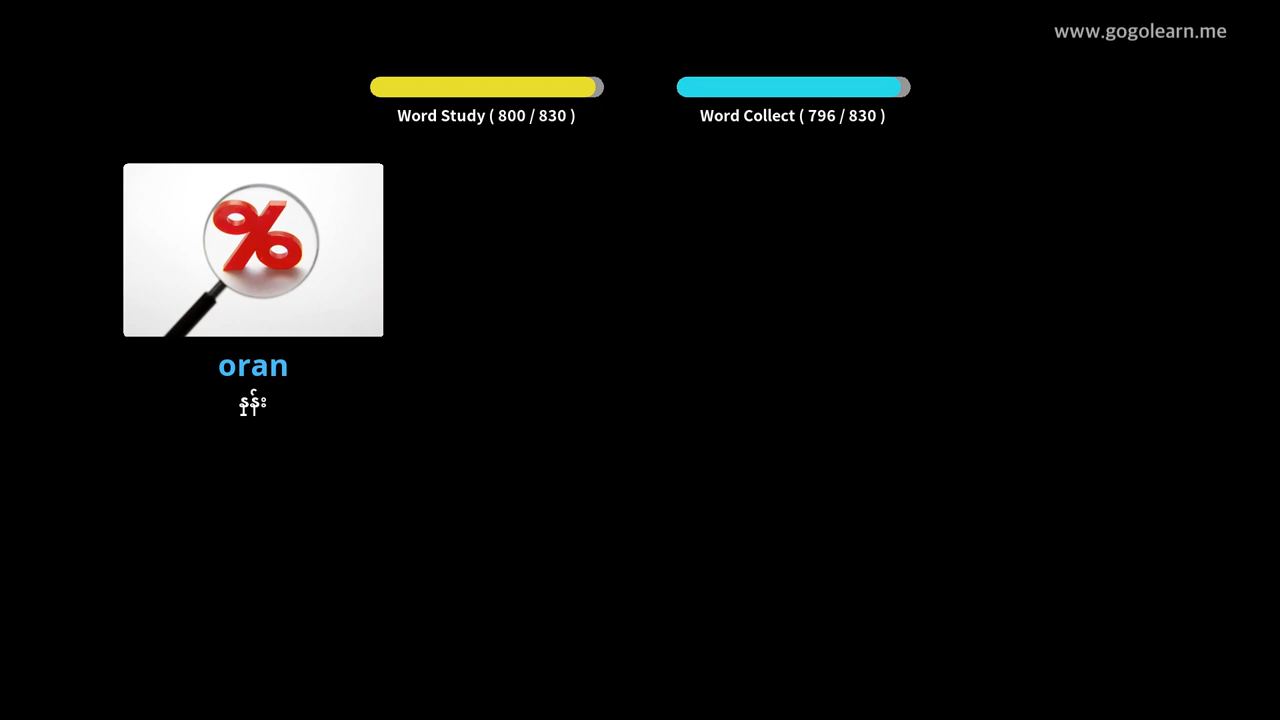 www.gogolearn.me
Word Study ( 800 / 830 )
Word Collect ( 796 / 830 )
%
oran
နှုန်း